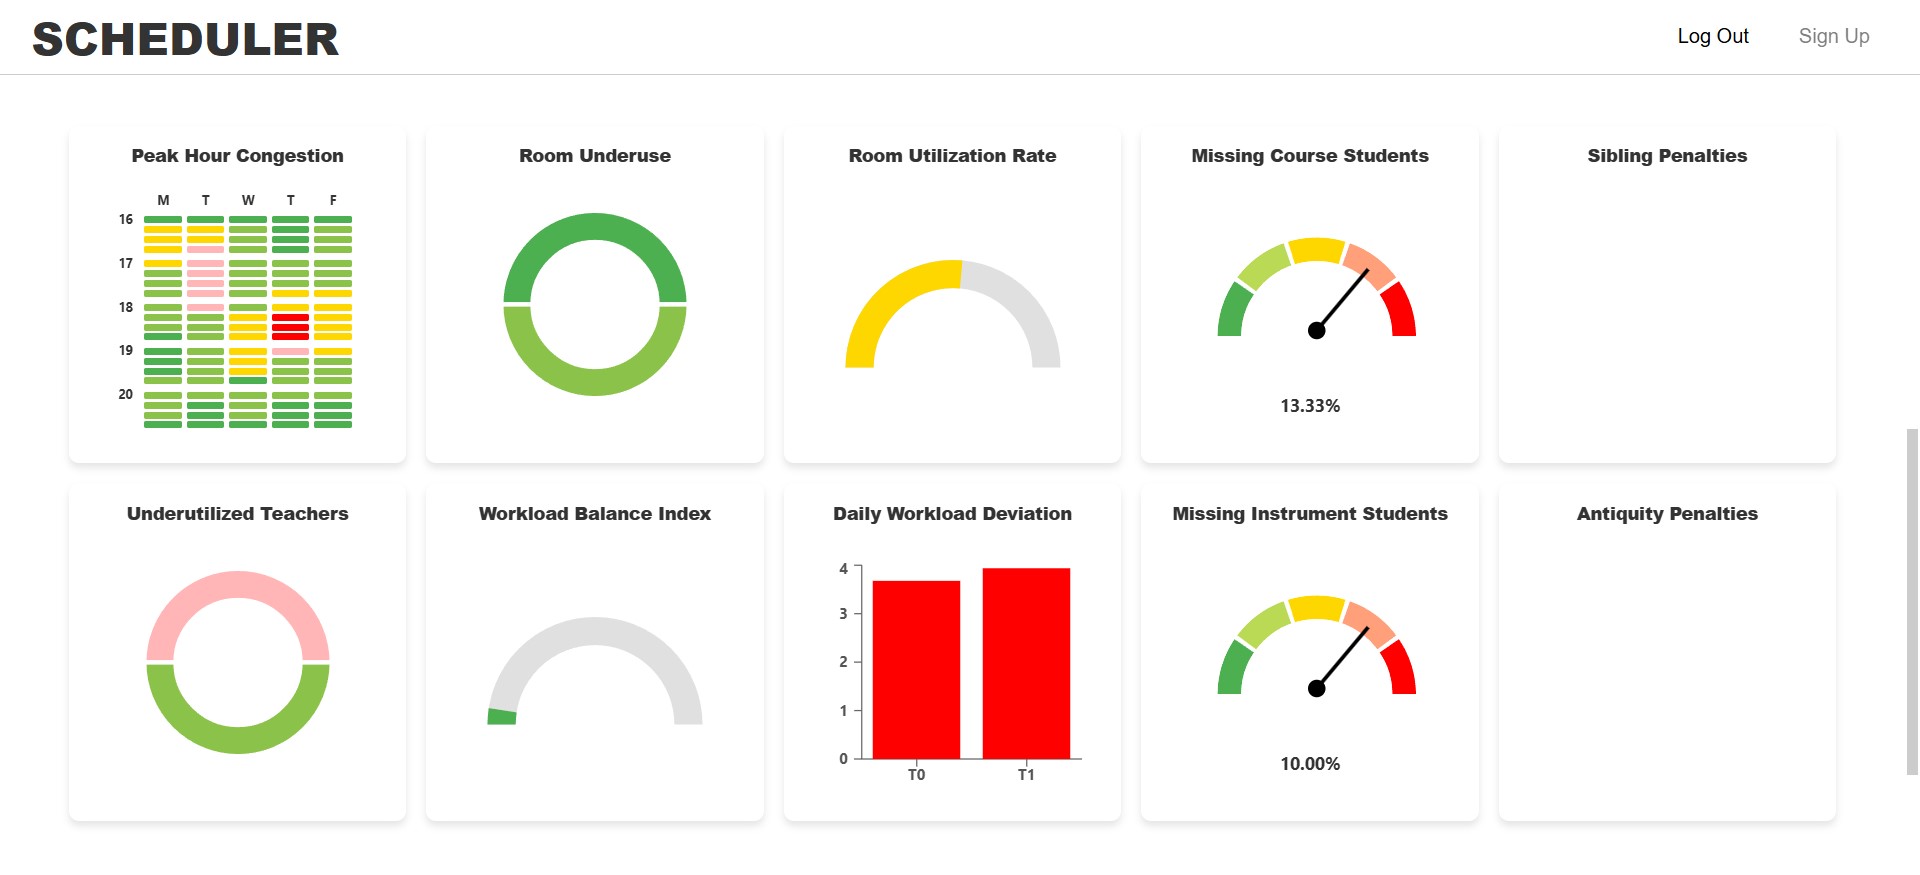 SCHEDULER
Log Out
Sign Up
Peak Hour Congestion
M T W T F
16
17
18
19
20
Room Underuse
Room Utilization Rate
Missing Course Students
13.33%
Sibling Penalties
Underutilized Teachers
Workload Balance Index
Daily Workload Deviation
4
3
2
1
0
T0 T1
Missing Instrument Students
10.00%
Antiquity Penalties